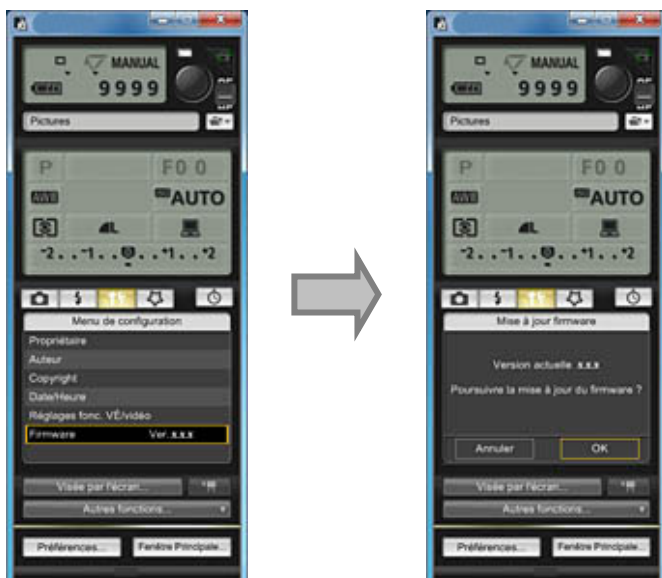 MANUAL
9999
Pictures
P F0 0
AWB AUTO
L
-2..-1..0..+1..+2
Menu de configuration
Propriétaire
Auteur
Copyright
Date/Heure
Réglages fonc. VÉ/vidéo
Firmware Ver.x.x.x
Visée par l'écran...
Autres fonctions...
Préférences... Fenêtre Principale...
MANUAL
9999
Pictures
P F0 0
AWB AUTO
L
-2..-1..0..+1..+2
Mise à jour firmware
Version actuelle x.x.x
Poursuivre la mise à jour du firmware ?
Annuler OK
Visée par l'écran...
Autres fonctions...
Préférences... Fenêtre Principale...